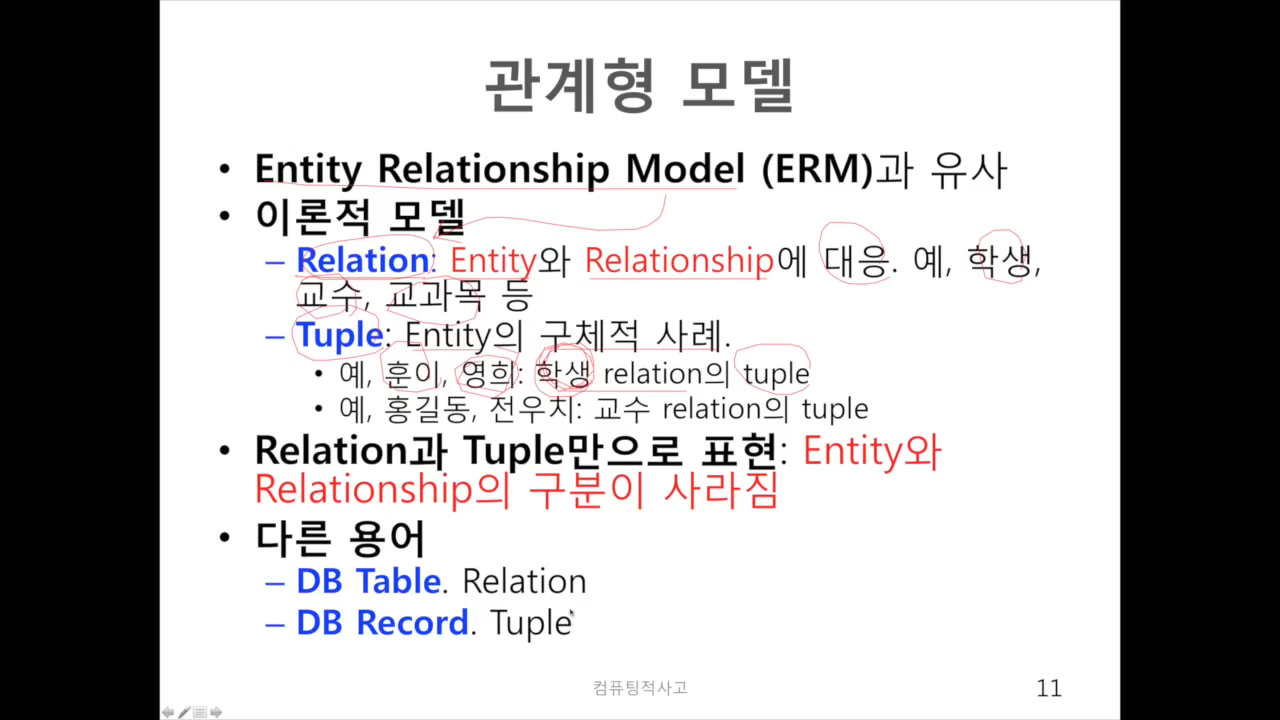 관계형 모델
• Entity Relationship Model (ERM)과 유사
• 이론적 모델
– Relation: Entity와 Relationship에 대응. 예, 학생,
교수, 교과목 등
– Tuple: Entity의 구체적 사례.
• 예, 훈이, 영희: 학생 relation의 tuple
• 예, 홍길동, 전우치: 교수 relation의 tuple
• Relation과 Tuple만으로 표현: Entity와
Relationship의 구분이 사라짐
• 다른 용어
– DB Table. Relation
– DB Record. Tuple
컴퓨팅적사고
11